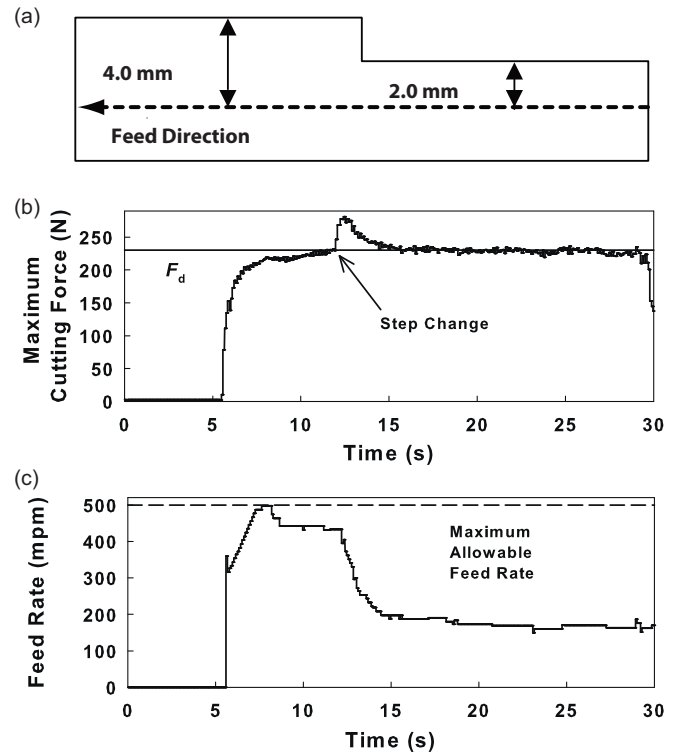 (a)
4.0 mm
2.0 mm
Feed Direction
(b)
Maximum
Cutting Force (N)
250
200
150
100
50
0
Fd
Step Change
0 5 10 15 20 25 30
Time (s)
(c)
Feed Rate (mpm)
500
400
300
200
100
0
Maximum
Allowable
Feed Rate
0 5 10 15 20 25 30
Time (s)